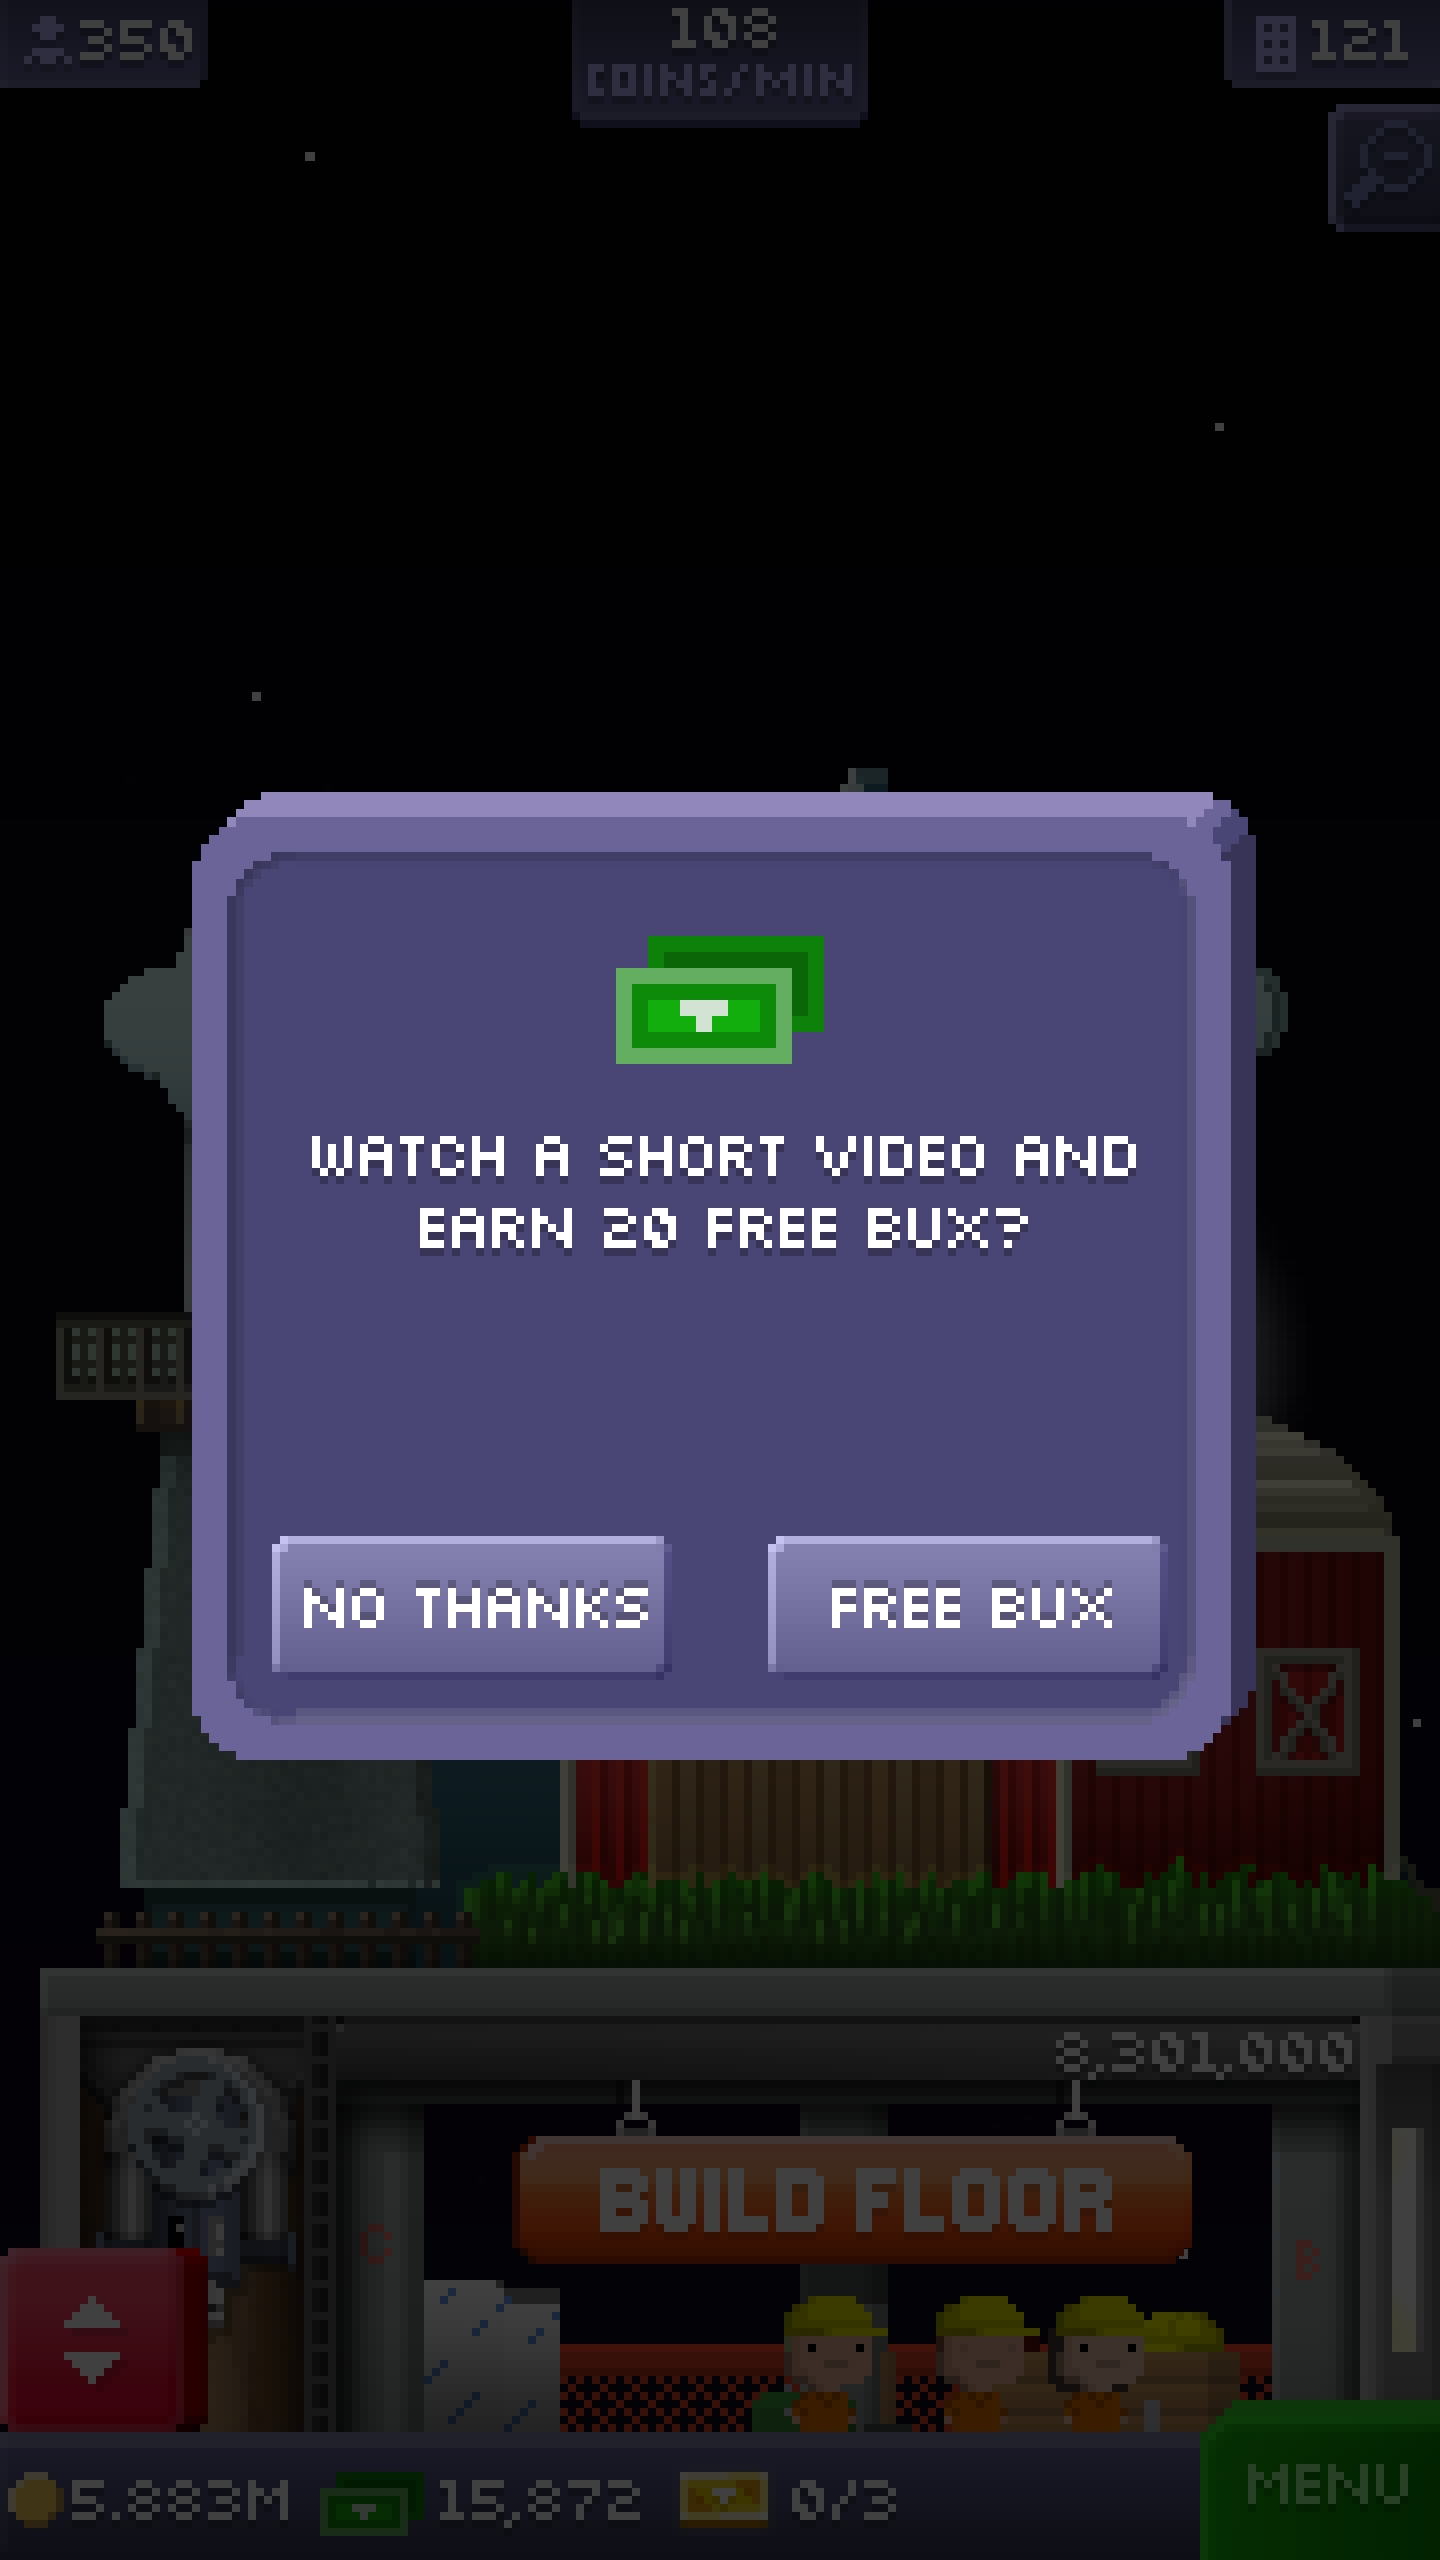 350
108
COINS/MIN
121
WATCH A SHORT VIDEO AND
EARN 20 FREE BUX?
NO THANKS
FREE BUX
8,301,000
BUILD FLOOR
C
B
5.883M
15,872
0/3
MENU